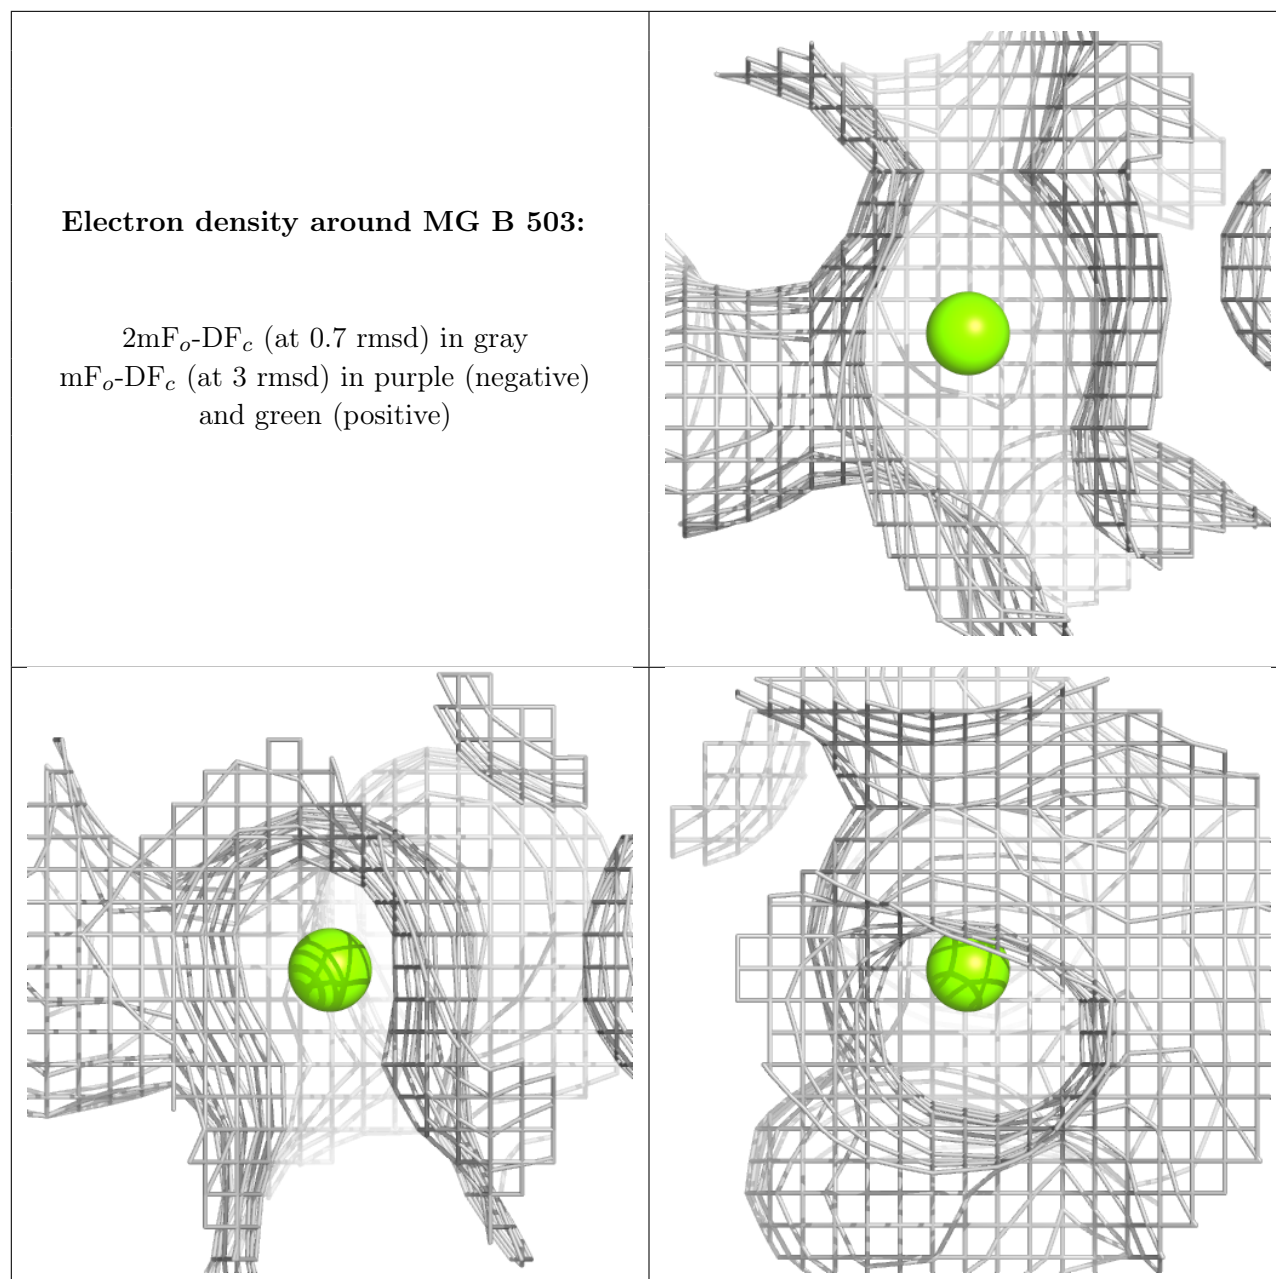 Electron density around MG B 503:
2mFₒ-DF𝒸 (at 0.7 rmsd) in gray
mFₒ-DF𝒸 (at 3 rmsd) in purple (negative)
and green (positive)